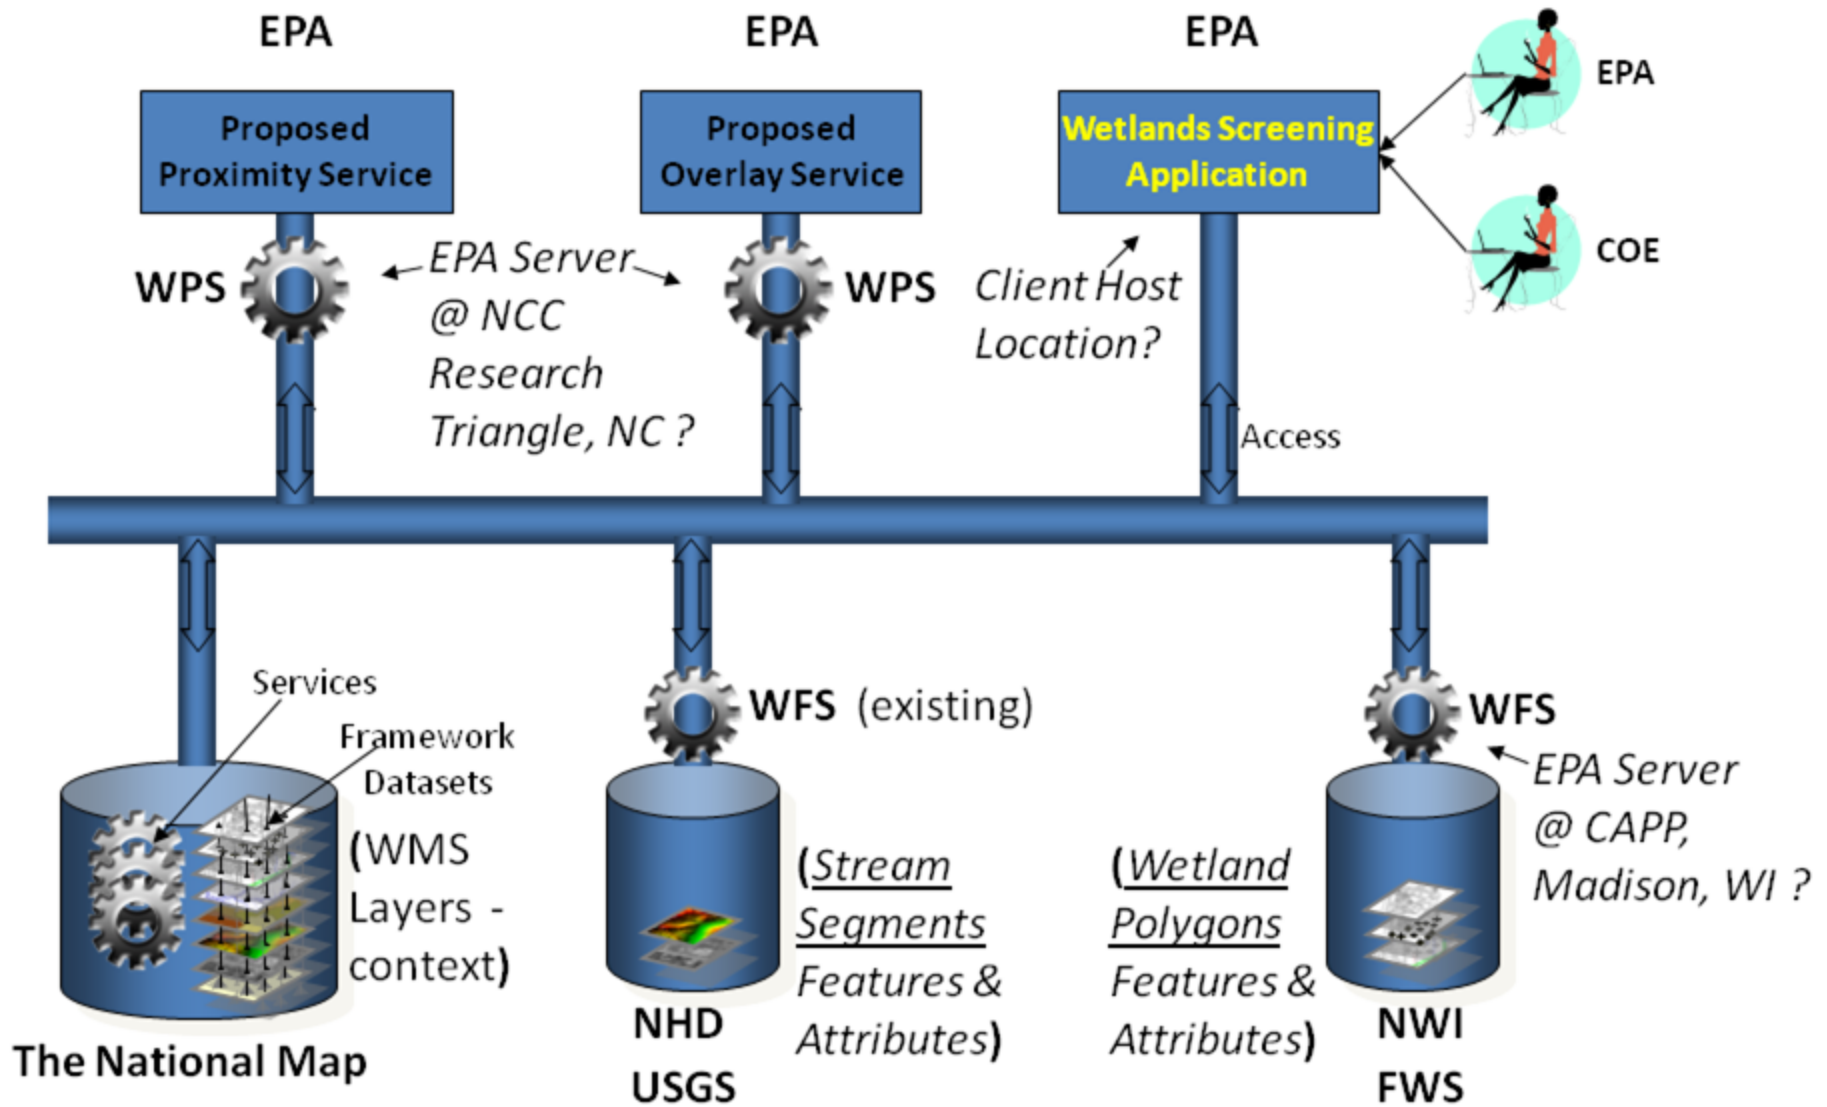 EPA
EPA
EPA
EPA
Proposed
Proximity Service
Proposed
Overlay Service
Wetlands Screening
Application
COE
WPS
EPA Server
@ NCC
Research
Triangle, NC ?
WPS
Client Host
Location?
Access
Services
Framework
Datasets
(WMS
Layers -
context)
The National Map
WFS (existing)
(Stream
Segments
Features &
Attributes)
NHD
USGS
WFS
EPA Server
@ CAPP,
Madison, WI ?
(Wetland
Polygons
Features &
Attributes)
NWI
FWS